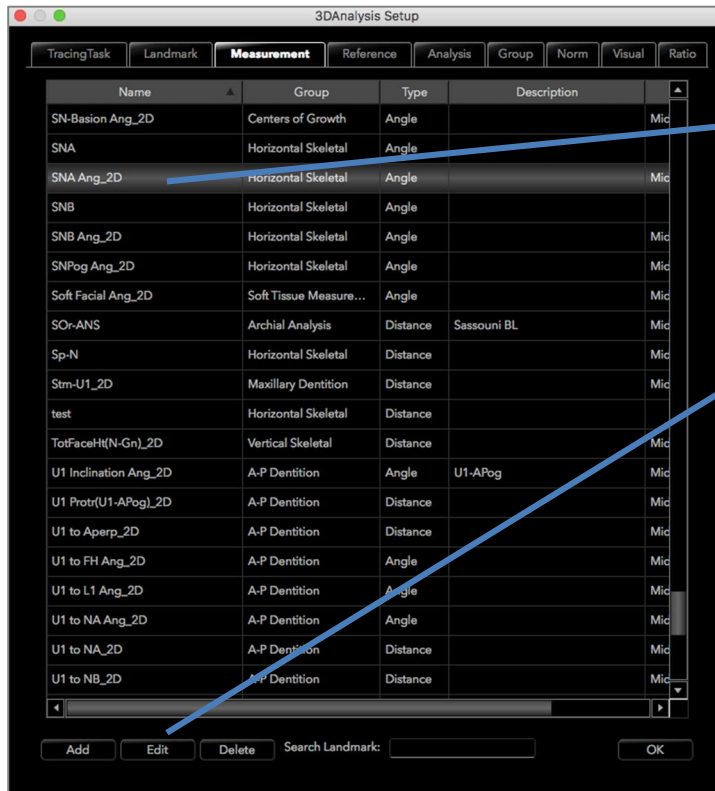 3DAnalysis Setup
TracingTask Landmark Measurement Reference Analysis Group Norm Visual Ratio
Name Group Type Description
SN-Basion Ang_2D Centers of Growth Angle Mic
SNA Horizontal Skeletal Angle
SNA Ang_2D Horizontal Skeletal Angle Mic
SNB Horizontal Skeletal Angle
SNB Ang_2D Horizontal Skeletal Angle Mic
SNPog Ang_2D Horizontal Skeletal Angle Mic
Soft Facial Ang_2D Soft Tissue Measure... Angle Mic
SOr-ANS Archial Analysis Distance Sassouni BL Mic
Sp-N Horizontal Skeletal Distance Mic
Stm-U1_2D Maxillary Dentition Distance Mic
test Horizontal Skeletal Distance
TotFaceHt(N-Gn)_2D Vertical Skeletal Distance Mic
U1 Inclination Ang_2D A-P Dentition Angle U1-APog Mic
U1 Protr(U1-APog)_2D A-P Dentition Distance Mic
U1 to Aperp_2D A-P Dentition Distance Mic
U1 to FH Ang_2D A-P Dentition Angle Mic
U1 to L1 Ang_2D A-P Dentition Angle Mic
U1 to NA Ang_2D A-P Dentition Angle Mic
U1 to NA_2D A-P Dentition Distance Mic
U1 to NB_2D A-P Dentition Distance Mic
Add Edit Delete Search Landmark: OK